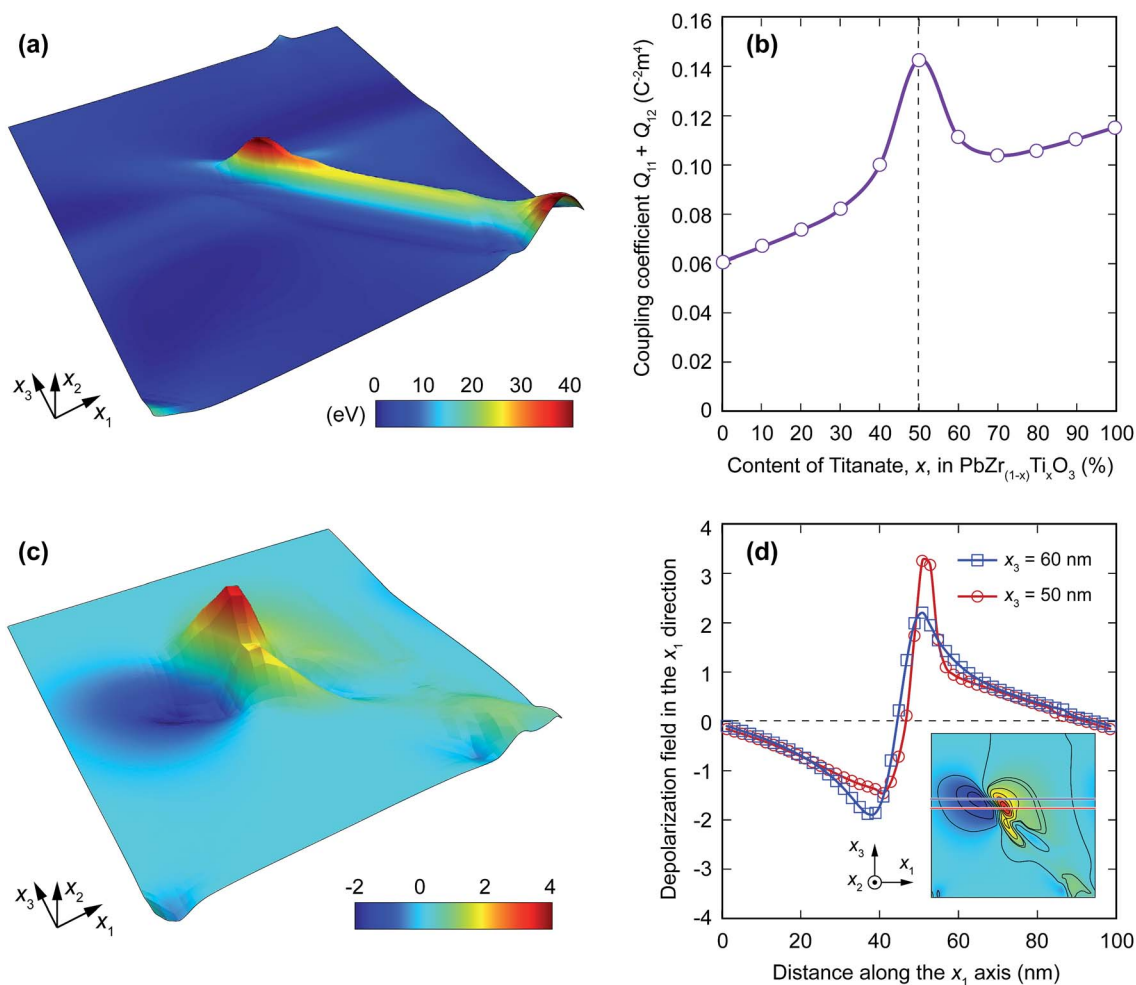 (a)
x3
x2
x1
0 10 20 30 40
(eV)
(b)
Coupling coefficient Q11 + Q12 (C-2m4)
0.16
0.14
0.12
0.10
0.08
0.06
0.04
0.02
0
0 10 20 30 40 50 60 70 80 90 100
Content of Titanate, x, in PbZr(1-x)TixO3 (%)
(c)
x3
x2
x1
-2 0 2 4
(d)
Depolarization field in the x1 direction
4
3
2
1
0
-1
-2
-3
-4
x3 = 60 nm
x3 = 50 nm
x3
x2
x1
0 20 40 60 80 100
Distance along the x1 axis (nm)